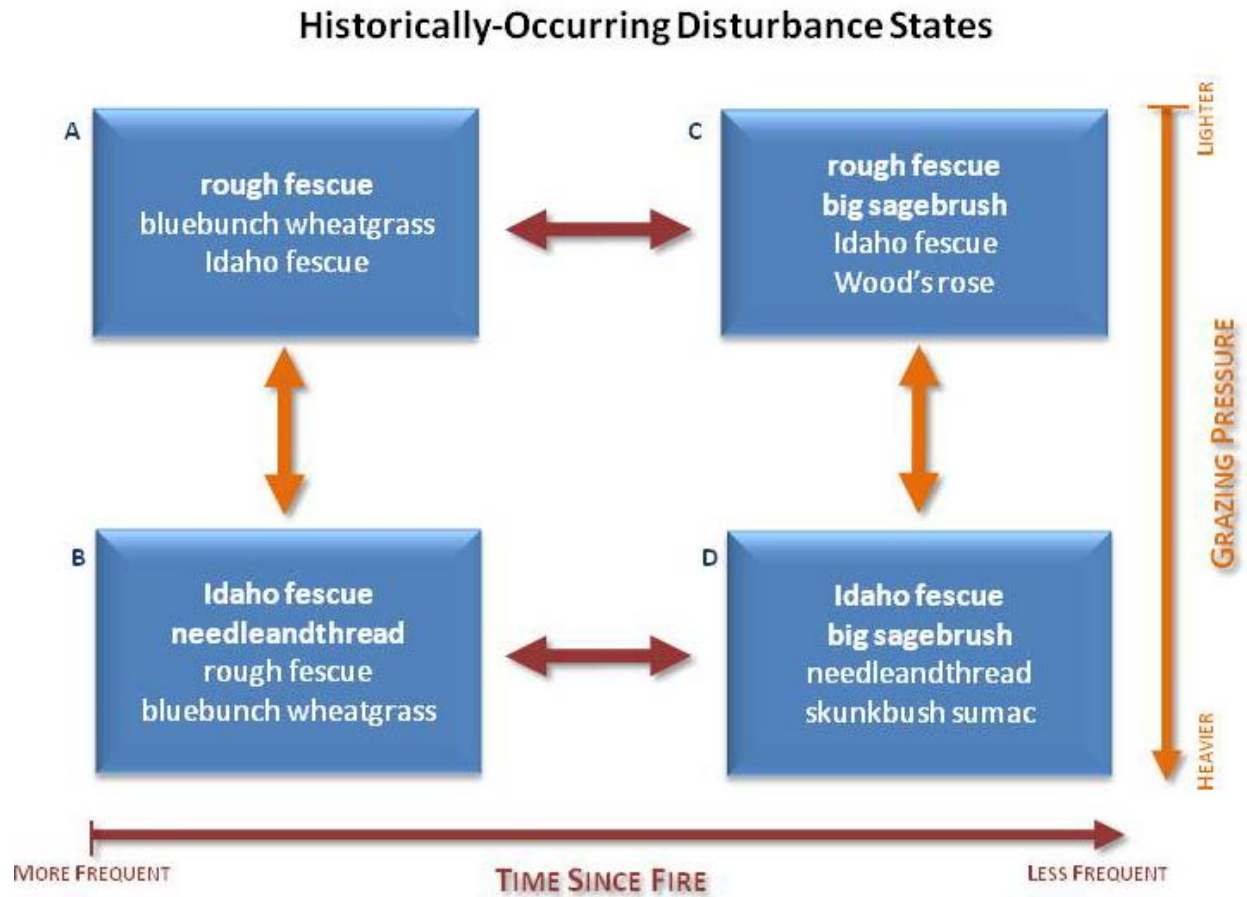 Historically-Occurring Disturbance States
A
rough fescue
bluebunch wheatgrass
Idaho fescue
C
rough fescue
big sagebrush
Idaho fescue
Wood's rose
B
Idaho fescue
needleandthread
rough fescue
bluebunch wheatgrass
D
Idaho fescue
big sagebrush
needleandthread
skunkbush sumac
LIGHTER
GRAZING PRESSURE
HEAVIER
MORE FREQUENT
TIME SINCE FIRE
LESS FREQUENT